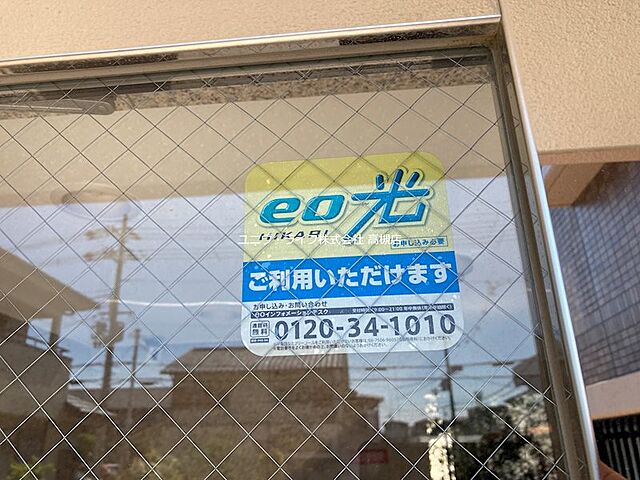 eo光
HIKARI
お申し込み必要
ユニバーライブ株式会社 高槻店
ご利用いただけます
お申し込み・お問い合わせ
eoインフォメーションデスク
通話料
無料
0120-34-1010